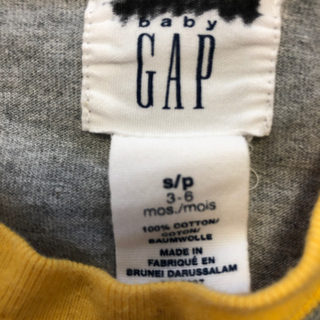 baby
GAP
s/p
3-6
mos./mois
100% COTTON/
COTON/
BAUMWOLLE
MADE IN
FABRIQUÉ EN
BRUNEI DARUSSALAM